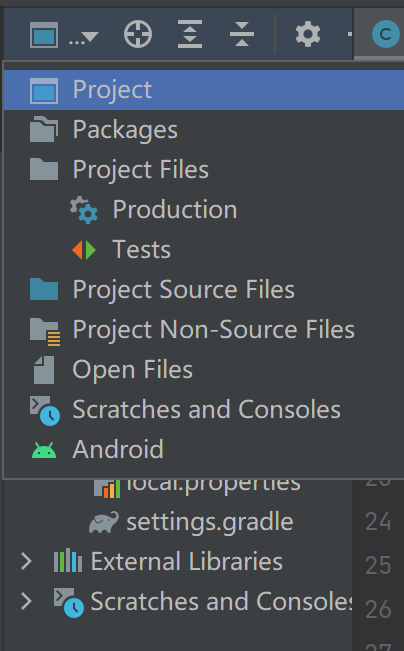 ...
C
Project
Packages
Project Files
Production
Tests
Project Source Files
Project Non-Source Files
Open Files
Scratches and Consoles
Android
local.properties
settings.gradle 24
External Libraries 25
Scratches and Consoles 26
27